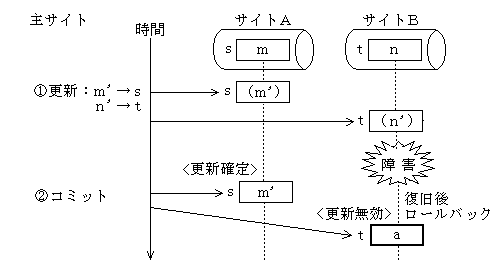 主サイト
時間
サイトA
サイトB
s
m
t
n
①更新：m′→s
n′→t
s
(m′)
t
(n′)
障害
<更新確定>
②コミット
s
m′
復旧後
ロールバック
<更新無効>
t
a